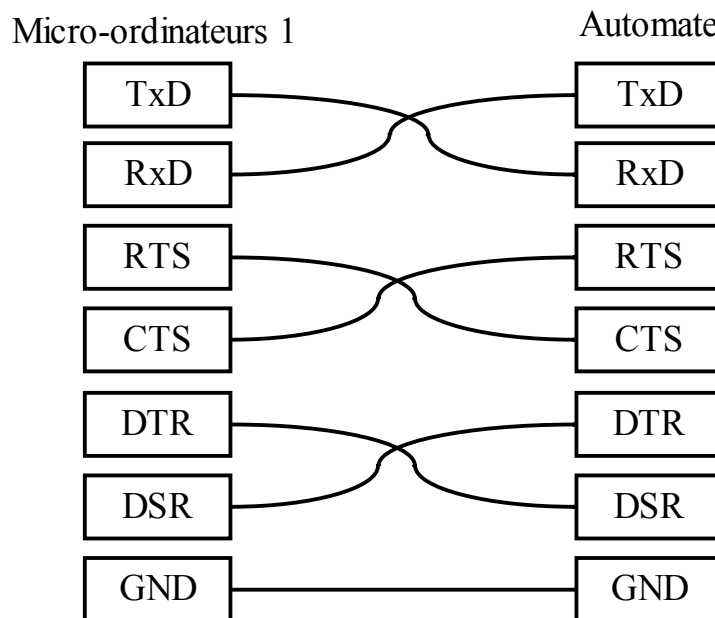 Micro-ordinateurs 1 Automate
TxD TxD
RxD RxD
RTS RTS
CTS CTS
DTR DTR
DSR DSR
GND GND